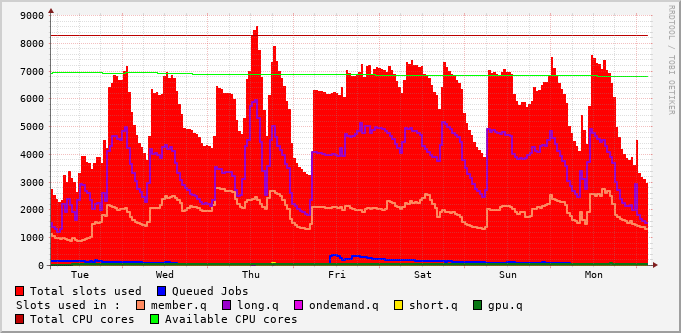 9000
8000
7000
6000
5000
4000
3000
2000
1000
0
Tue Wed Thu Fri Sat Sun Mon
RRDTOOL / TOBI OETIKER
Total slots used Queued Jobs
Slots used in : member.q long.q ondemand.q short.q gpu.q
Total CPU cores Available CPU cores